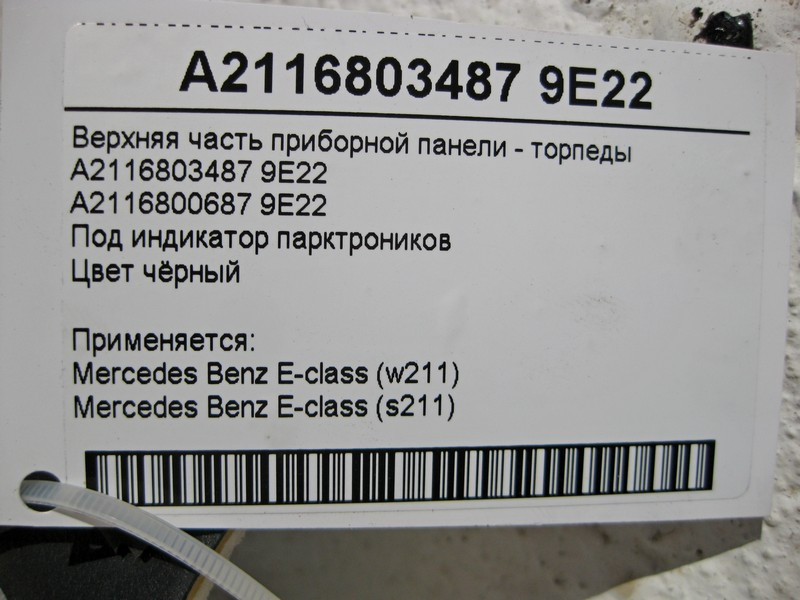 A2116803487 9E22
Верхняя часть приборной панели - торпеды
A2116803487 9E22
A2116800687 9E22
Под индикатор парктроников
Цвет чёрный
Применяется:
Mercedes Benz E-class (w211)
Mercedes Benz E-class (s211)